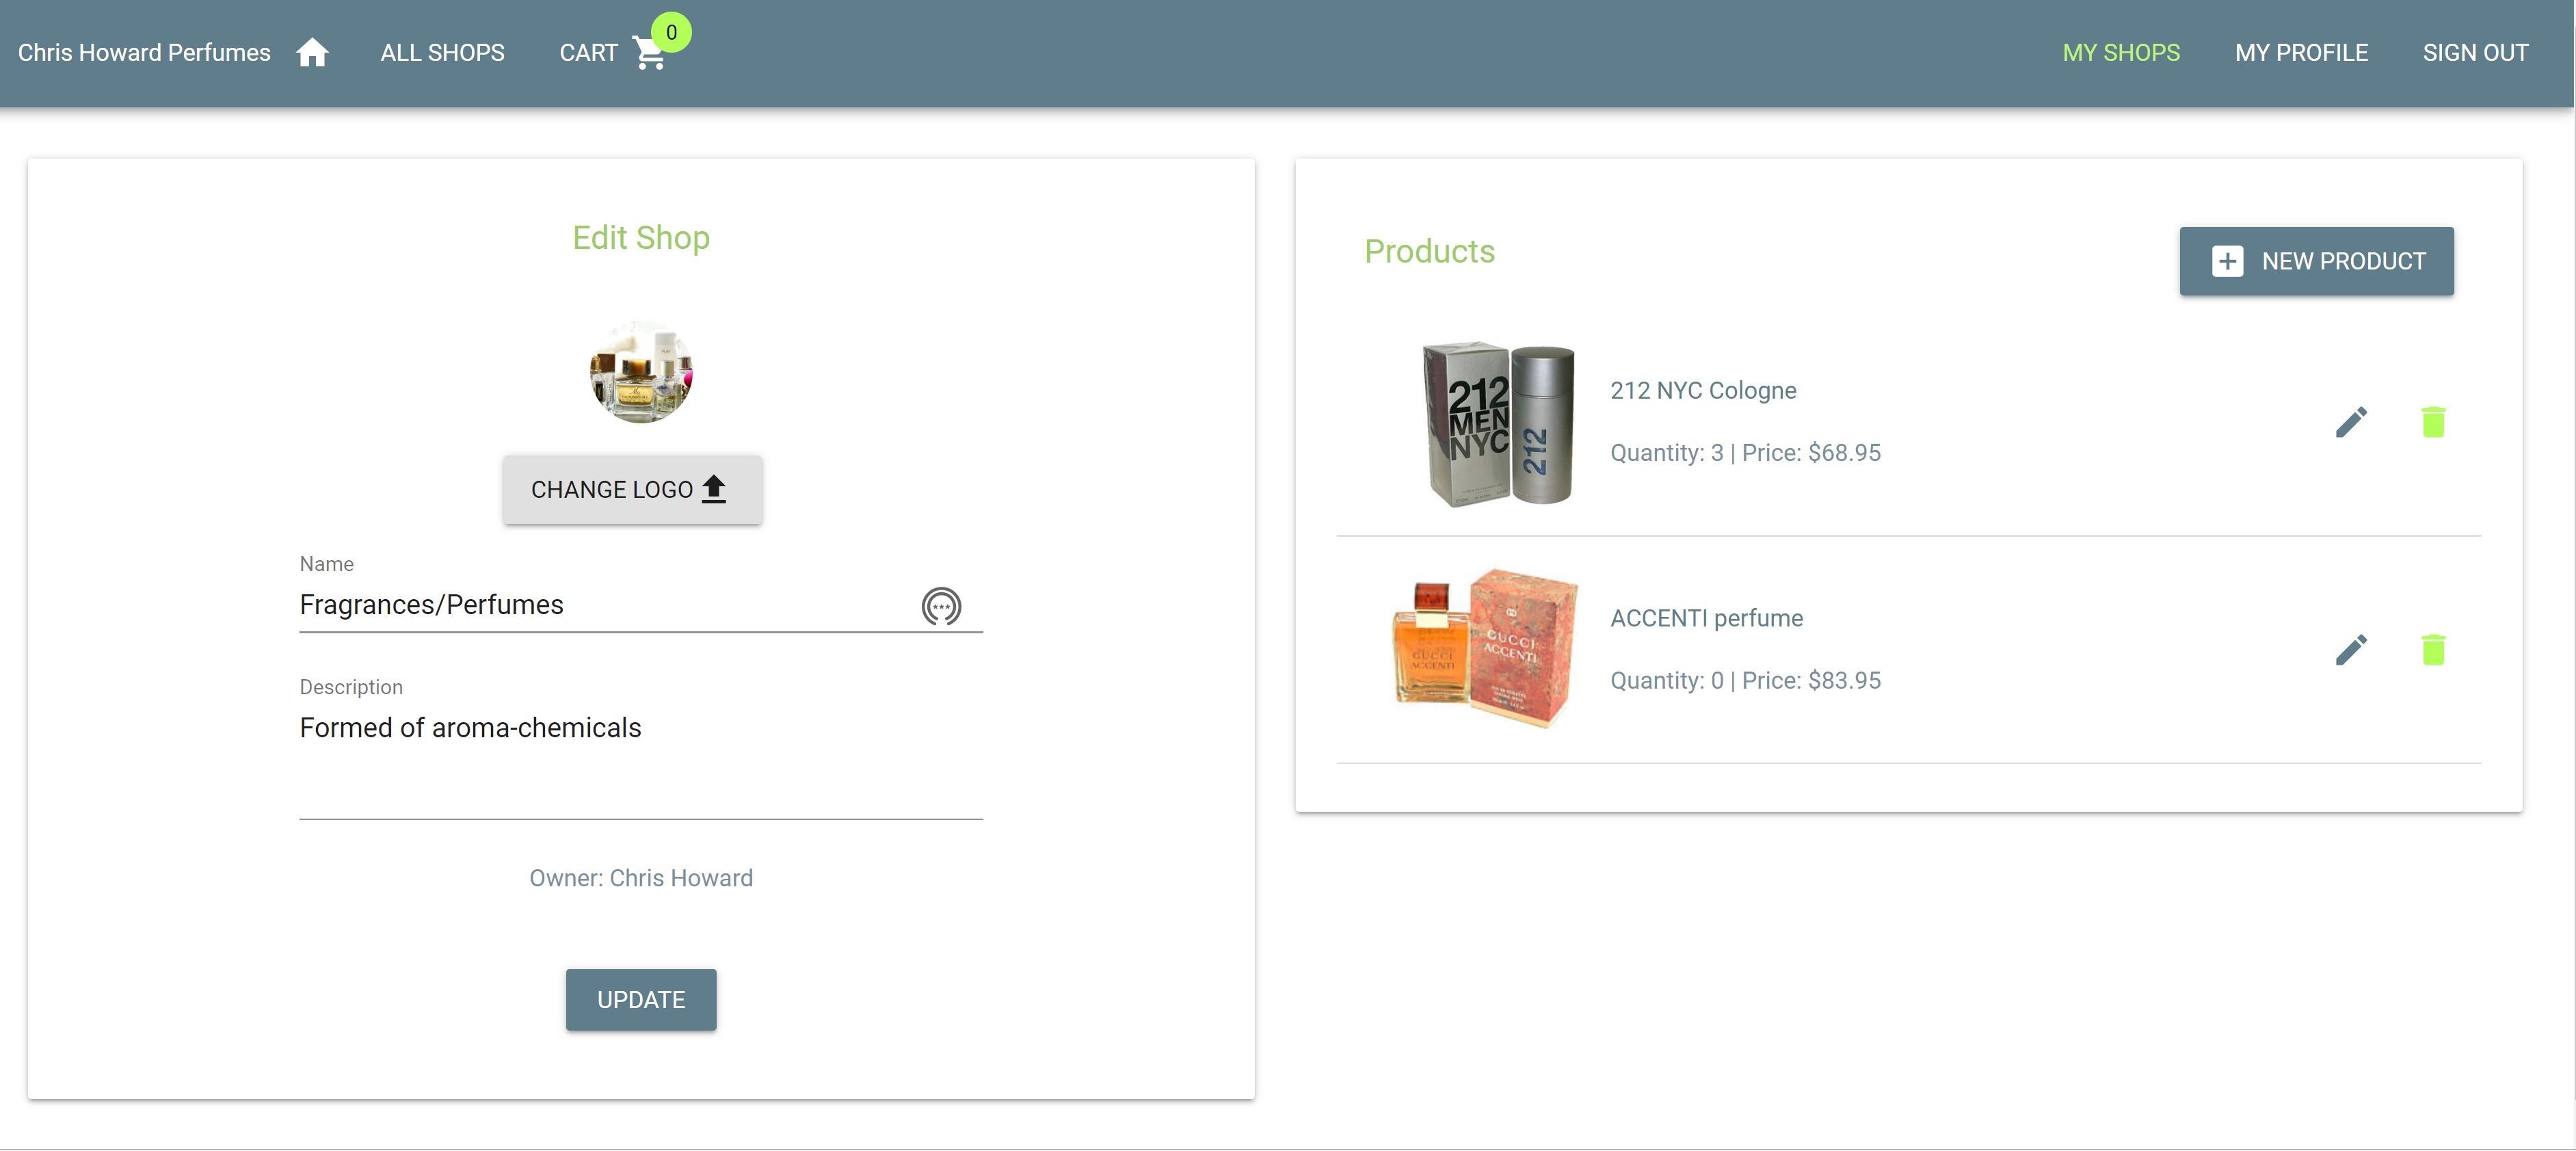 Chris Howard Perfumes ALL SHOPS CART 0 MY SHOPS MY PROFILE SIGN OUT
Edit Shop
CHANGE LOGO
Name
Fragrances/Perfumes
Description
Formed of aroma-chemicals
Owner: Chris Howard
UPDATE
Products
NEW PRODUCT
212
MEN
NYC
212
212 NYC Cologne
Quantity: 3 | Price: $68.95
GUCCI
ACCENTI
GUCCI
ACCENTI
ACCENTI perfume
Quantity: 0 | Price: $83.95